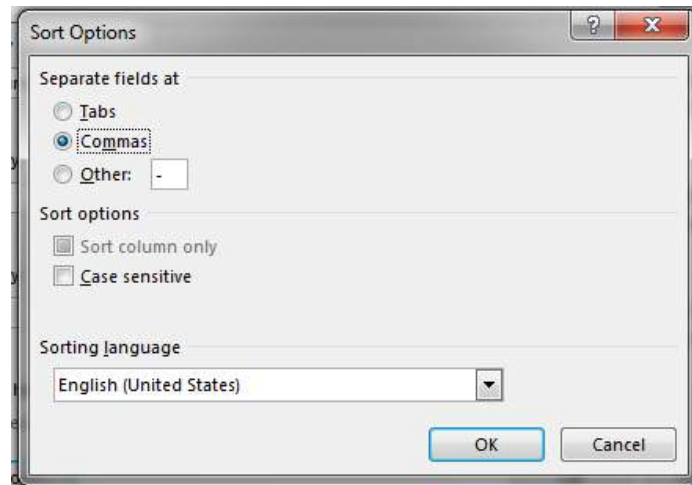 Sort Options
?
Separate fields at
Tabs
Commas
Other: -
Sort options
Sort column only
Case sensitive
Sorting language
English (United States)
OK Cancel